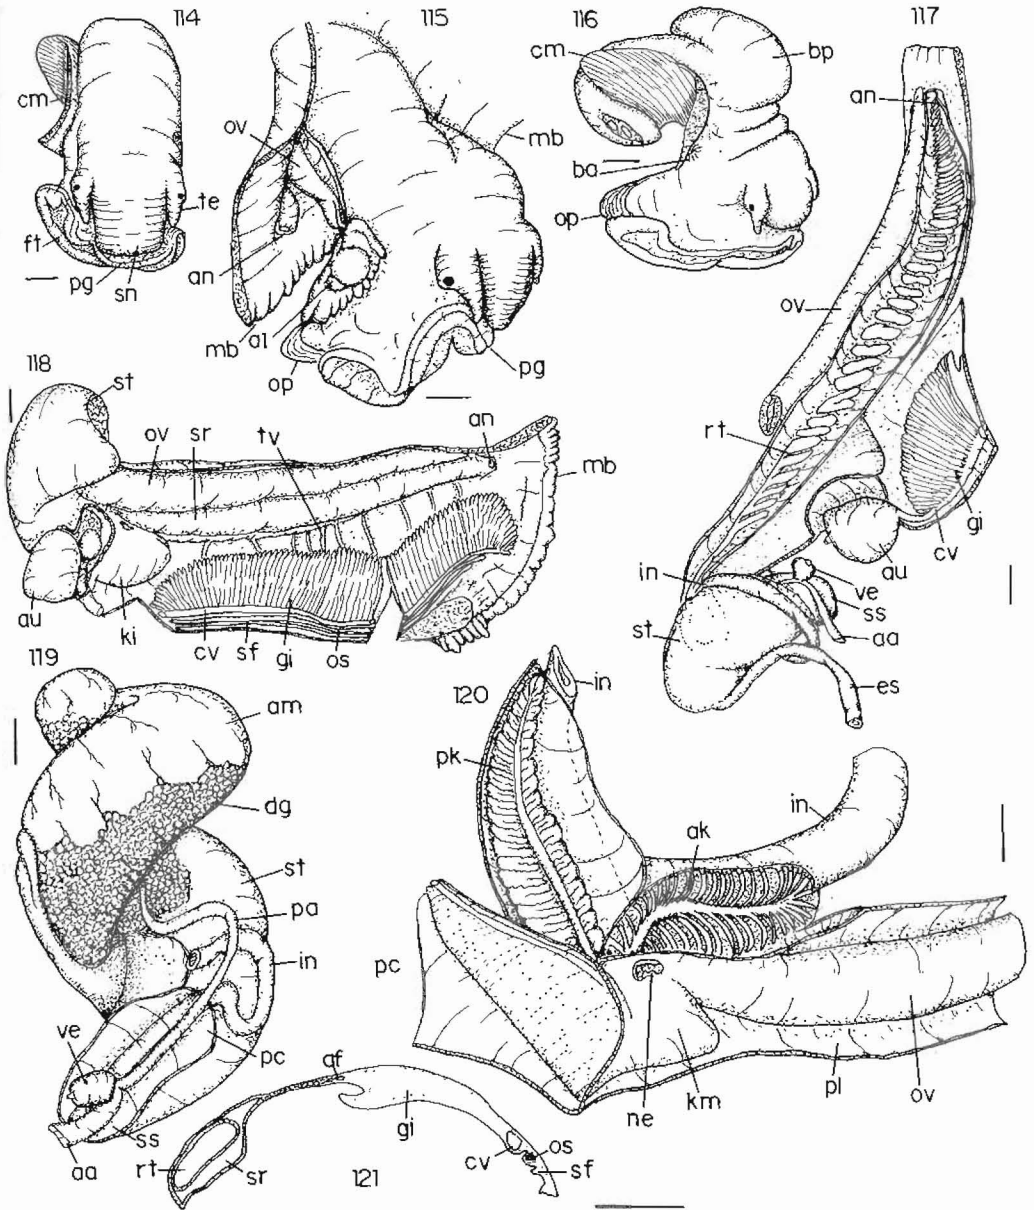 114
cm
te
ft
pg
sn
115
ov
mb
an
mb
al
op
pg
116
cm
bp
ba
op
117
an
ov
rt
gi
cv
au
in
ve
ss
st
aa
es
118
st
ov
sr
tv
an
mb
au
ki
cv
sf
gi
os
119
am
dg
st
pa
in
ve
pc
ss
aa
120
in
pk
in
ak
pc
ne
km
pl
ov
af
gi
cv
os
sf
rt
sr
121